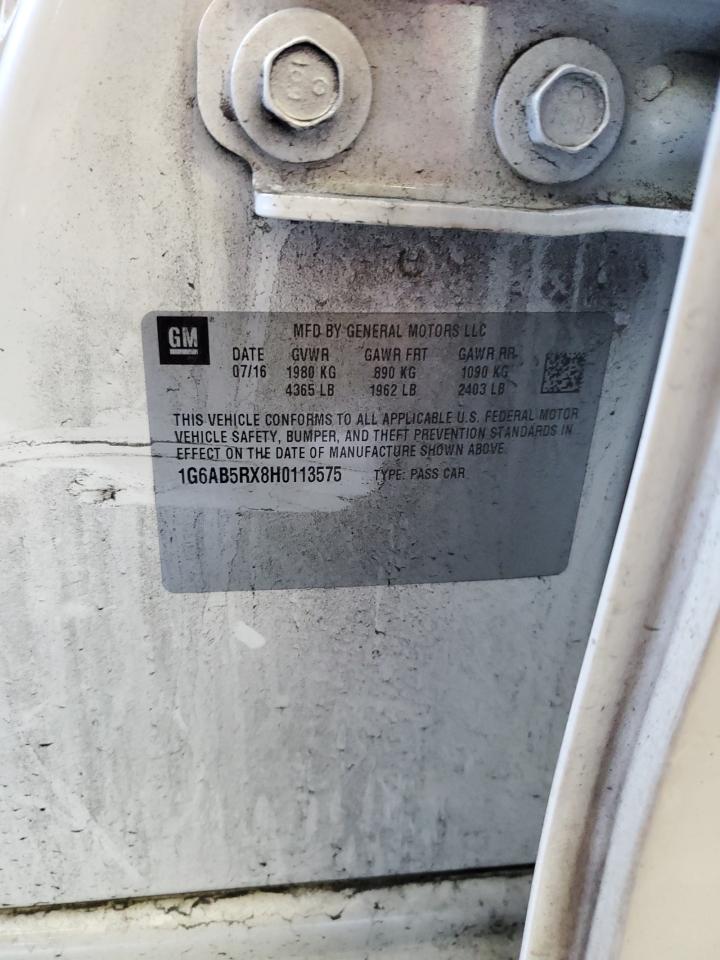 GM
MFD BY GENERAL MOTORS LLC
DATE GVWR GAWR FRT GAWR RR
07/16 1980 KG 890 KG 1090 KG
4365 LB 1962 LB 2403 LB
THIS VEHICLE CONFORMS TO ALL APPLICABLE U.S. FEDERAL MOTOR
VEHICLE SAFETY, BUMPER, AND THEFT PREVENTION STANDARDS IN
EFFECT ON THE DATE OF MANUFACTURE SHOWN ABOVE.
1G6AB5RX8H0113575 TYPE: PASS CAR